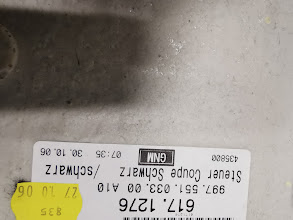 617.1276
997.551.033.00 A10
Steuer Coupe Schwarz
/schwarz
GNM 07:35 30.10.06
435800
27 10 06
835